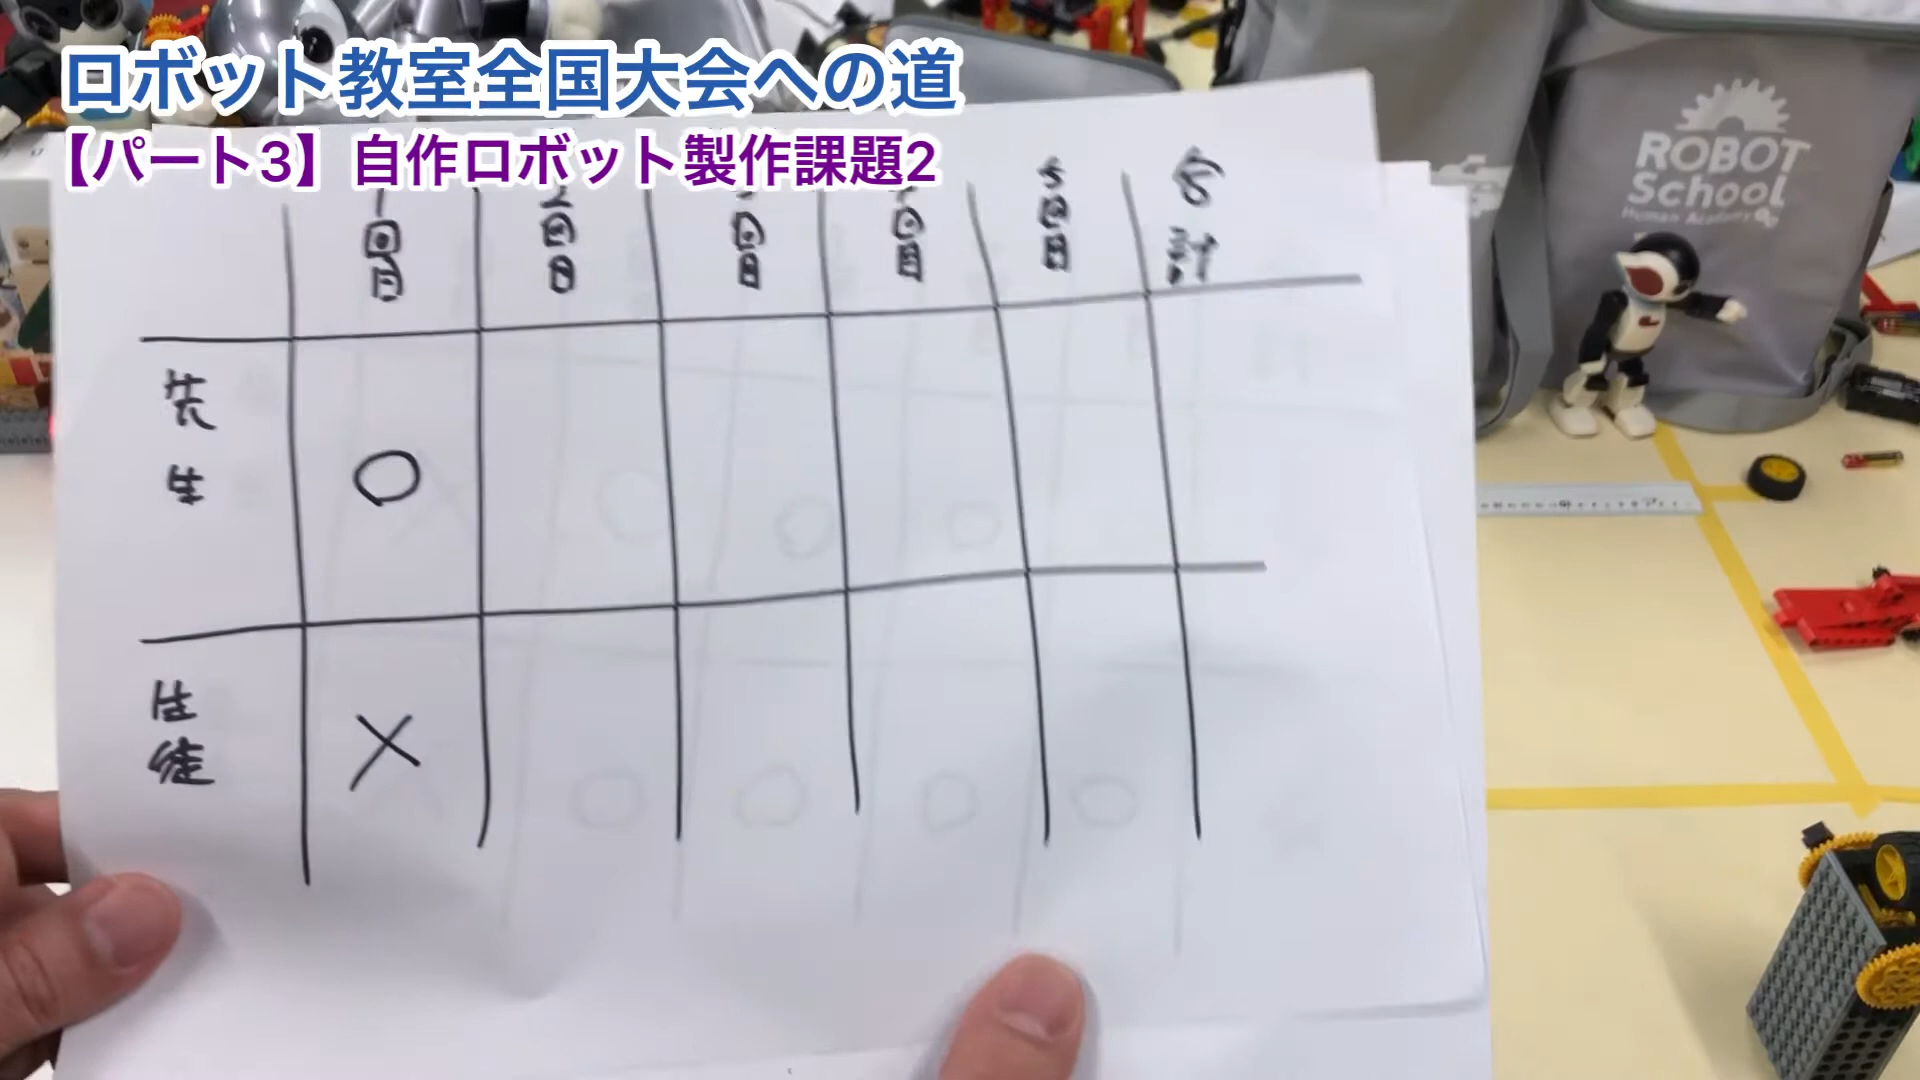 ロボット教室全国大会への道
【パート3】自作ロボット製作課題2
1回目
2回目
回目
回目
5回目
合計
先生
○
生徒
×
ROBOT
School
Human Academy